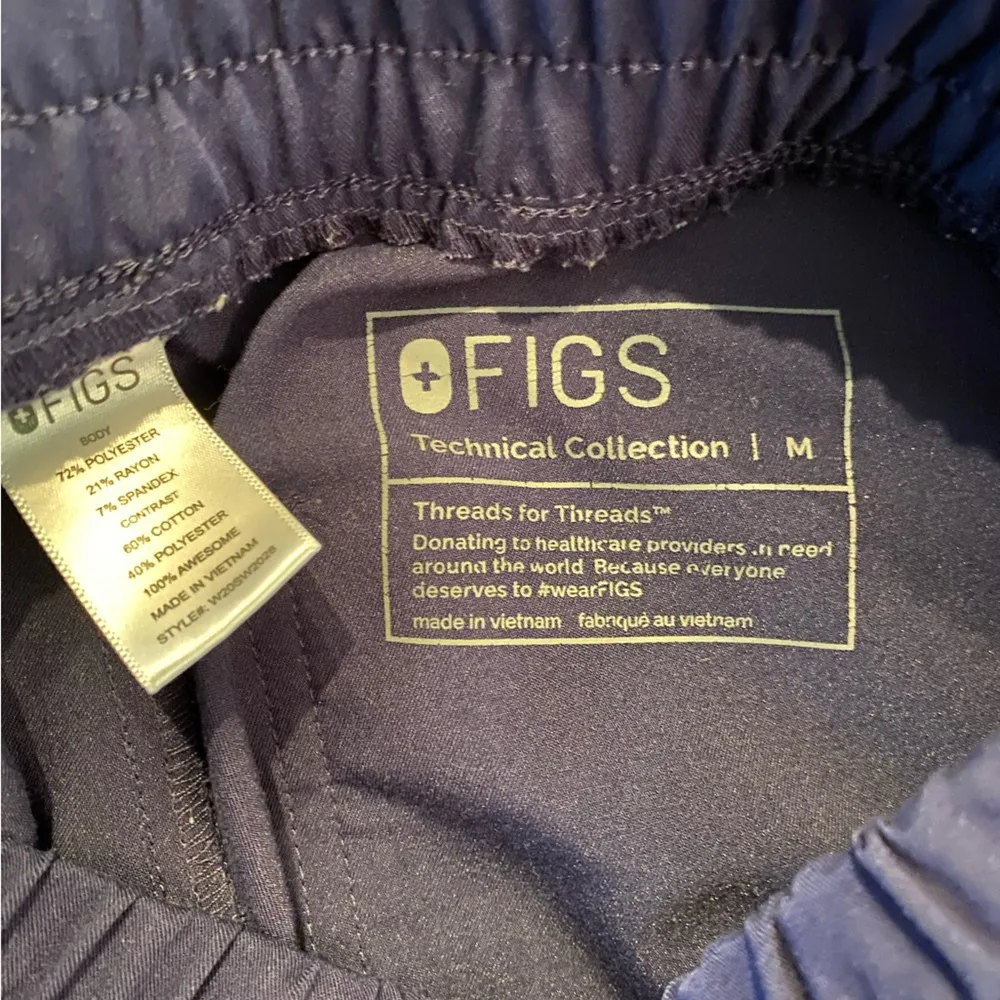 FIGS
BODY
72% POLYESTER
21% RAYON
7% SPANDEX
CONTRAST
60% COTTON
40% POLYESTER
100% AWESOME
MADE IN VIETNAM
STYLE#: W20SW2028
FIGS
Technical Collection | M
Threads for Threads™
Donating to healthcare providers in need
around the world Because everyone
deserves to #wearFIGS
made in vietnam fabriqué au vietnam